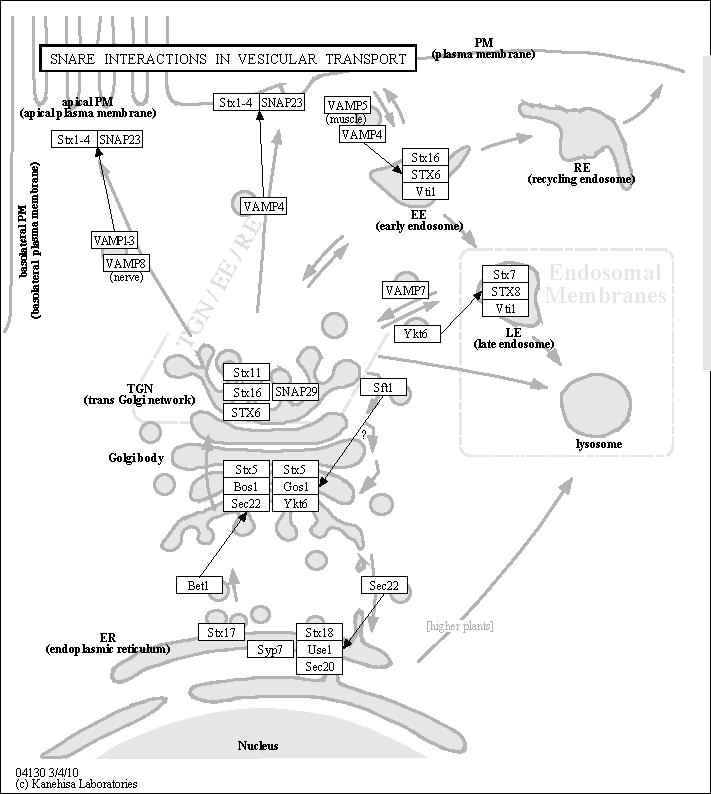 SNARE INTERACTIONS IN VESICULAR TRANSPORT
PM
(plasma membrane)
apical PM
(apical plasma membrane)
Stx1-4 SNAP23
Stx1-4 SNAP23
VAMP5
(muscle)
VAMP4
Stx16
STX6
Vti1
EE
(early endosome)
RE
(recycling endosome)
basolateral PM
(basolateral plasma membrane)
VAMP4
VAMP1-3
VAMP8
(nerve)
TGN / EE / RE
Endosomal
Membranes
Stx7
STX8
Vti1
LE
(late endosome)
VAMP7
Ykt6
TGN
(trans Golgi network)
Stx11
Stx16 SNAP29
STX6
Sft1
?
lysosome
Golgi body
Stx5 Stx5
Bos1 Gos1
Sec22 Ykt6
Bet1
Sec22
[higher plants]
ER
(endoplasmic reticulum)
Stx17
Syp7
Stx18
Use1
Sec20
Nucleus
04130 3/4/10
(c) Kanehisa Laboratories